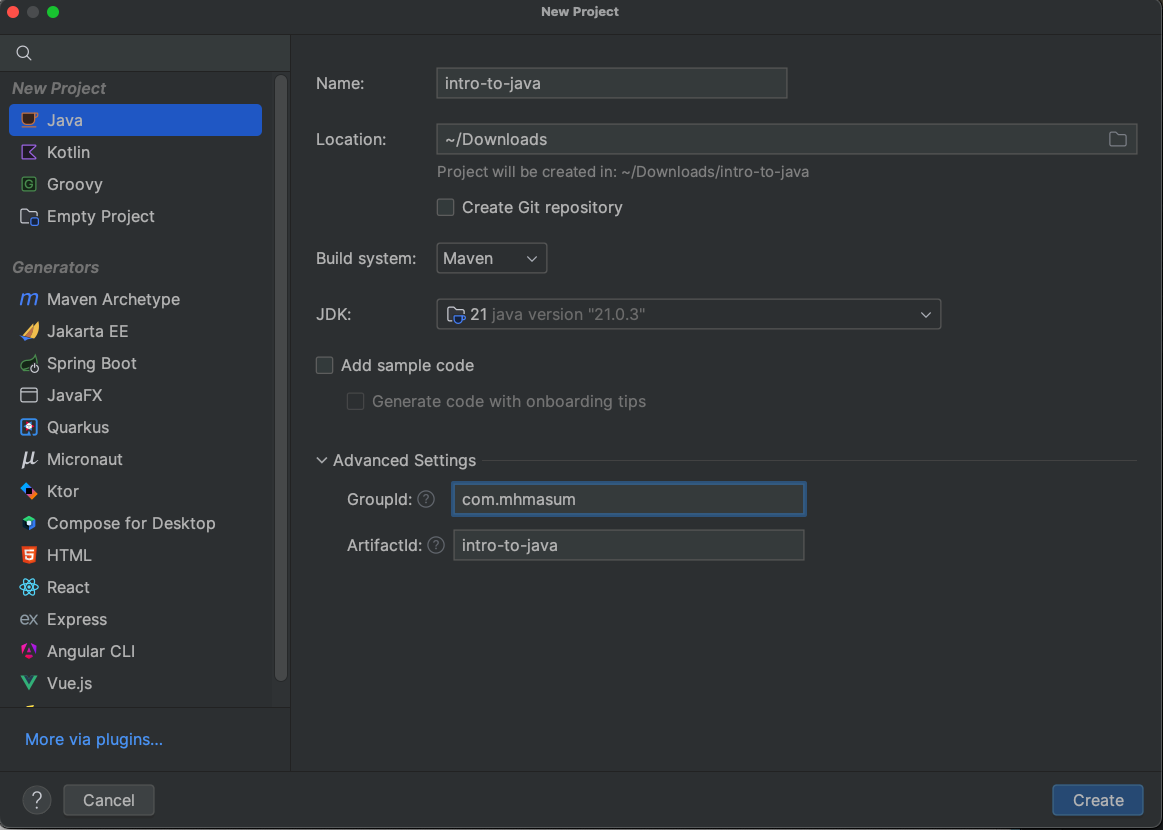 New Project
New Project
Java
Kotlin
Groovy
Empty Project
Generators
Maven Archetype
Jakarta EE
Spring Boot
JavaFX
Quarkus
Micronaut
Ktor
Compose for Desktop
HTML
React
Express
Angular CLI
Vue.js
More via plugins...
Name: intro-to-java
Location: ~/Downloads
Project will be created in: ~/Downloads/intro-to-java
Create Git repository
Build system: Maven
JDK: 21 java version "21.0.3"
Add sample code
Generate code with onboarding tips
Advanced Settings
GroupId: ? com.mhmasum
ArtifactId: ? intro-to-java
? Cancel Create